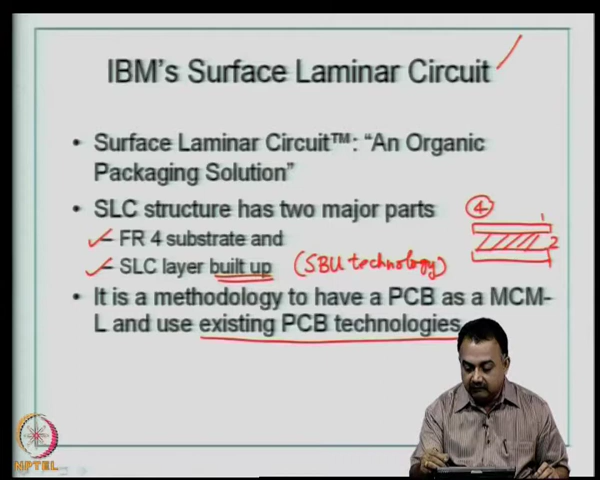 IBM's Surface Laminar Circuit
• Surface Laminar Circuit™: "An Organic
Packaging Solution"
• SLC structure has two major parts
– FR 4 substrate and
– SLC layer built up (SBU technology)
• It is a methodology to have a PCB as a MCM-
L and use existing PCB technologies
4
1
2
1
NPTEL